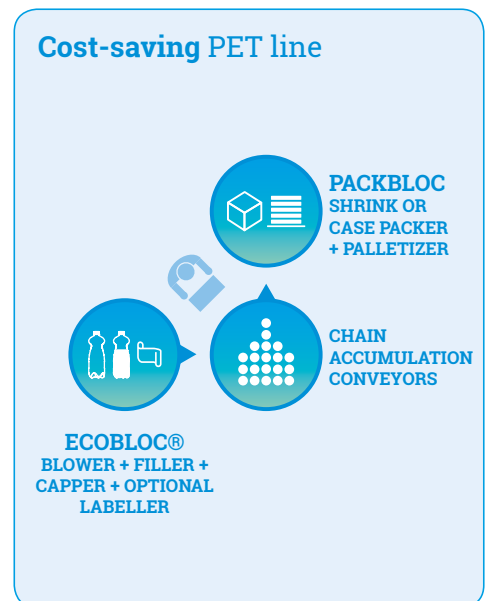 Cost-saving PET line
PACKBLOC
SHRINK OR
CASE PACKER
+ PALLETIZER
CHAIN
ACCUMULATION
CONVEYORS
ECOBLOC®
BLOWER + FILLER +
CAPPER + OPTIONAL
LABELLER